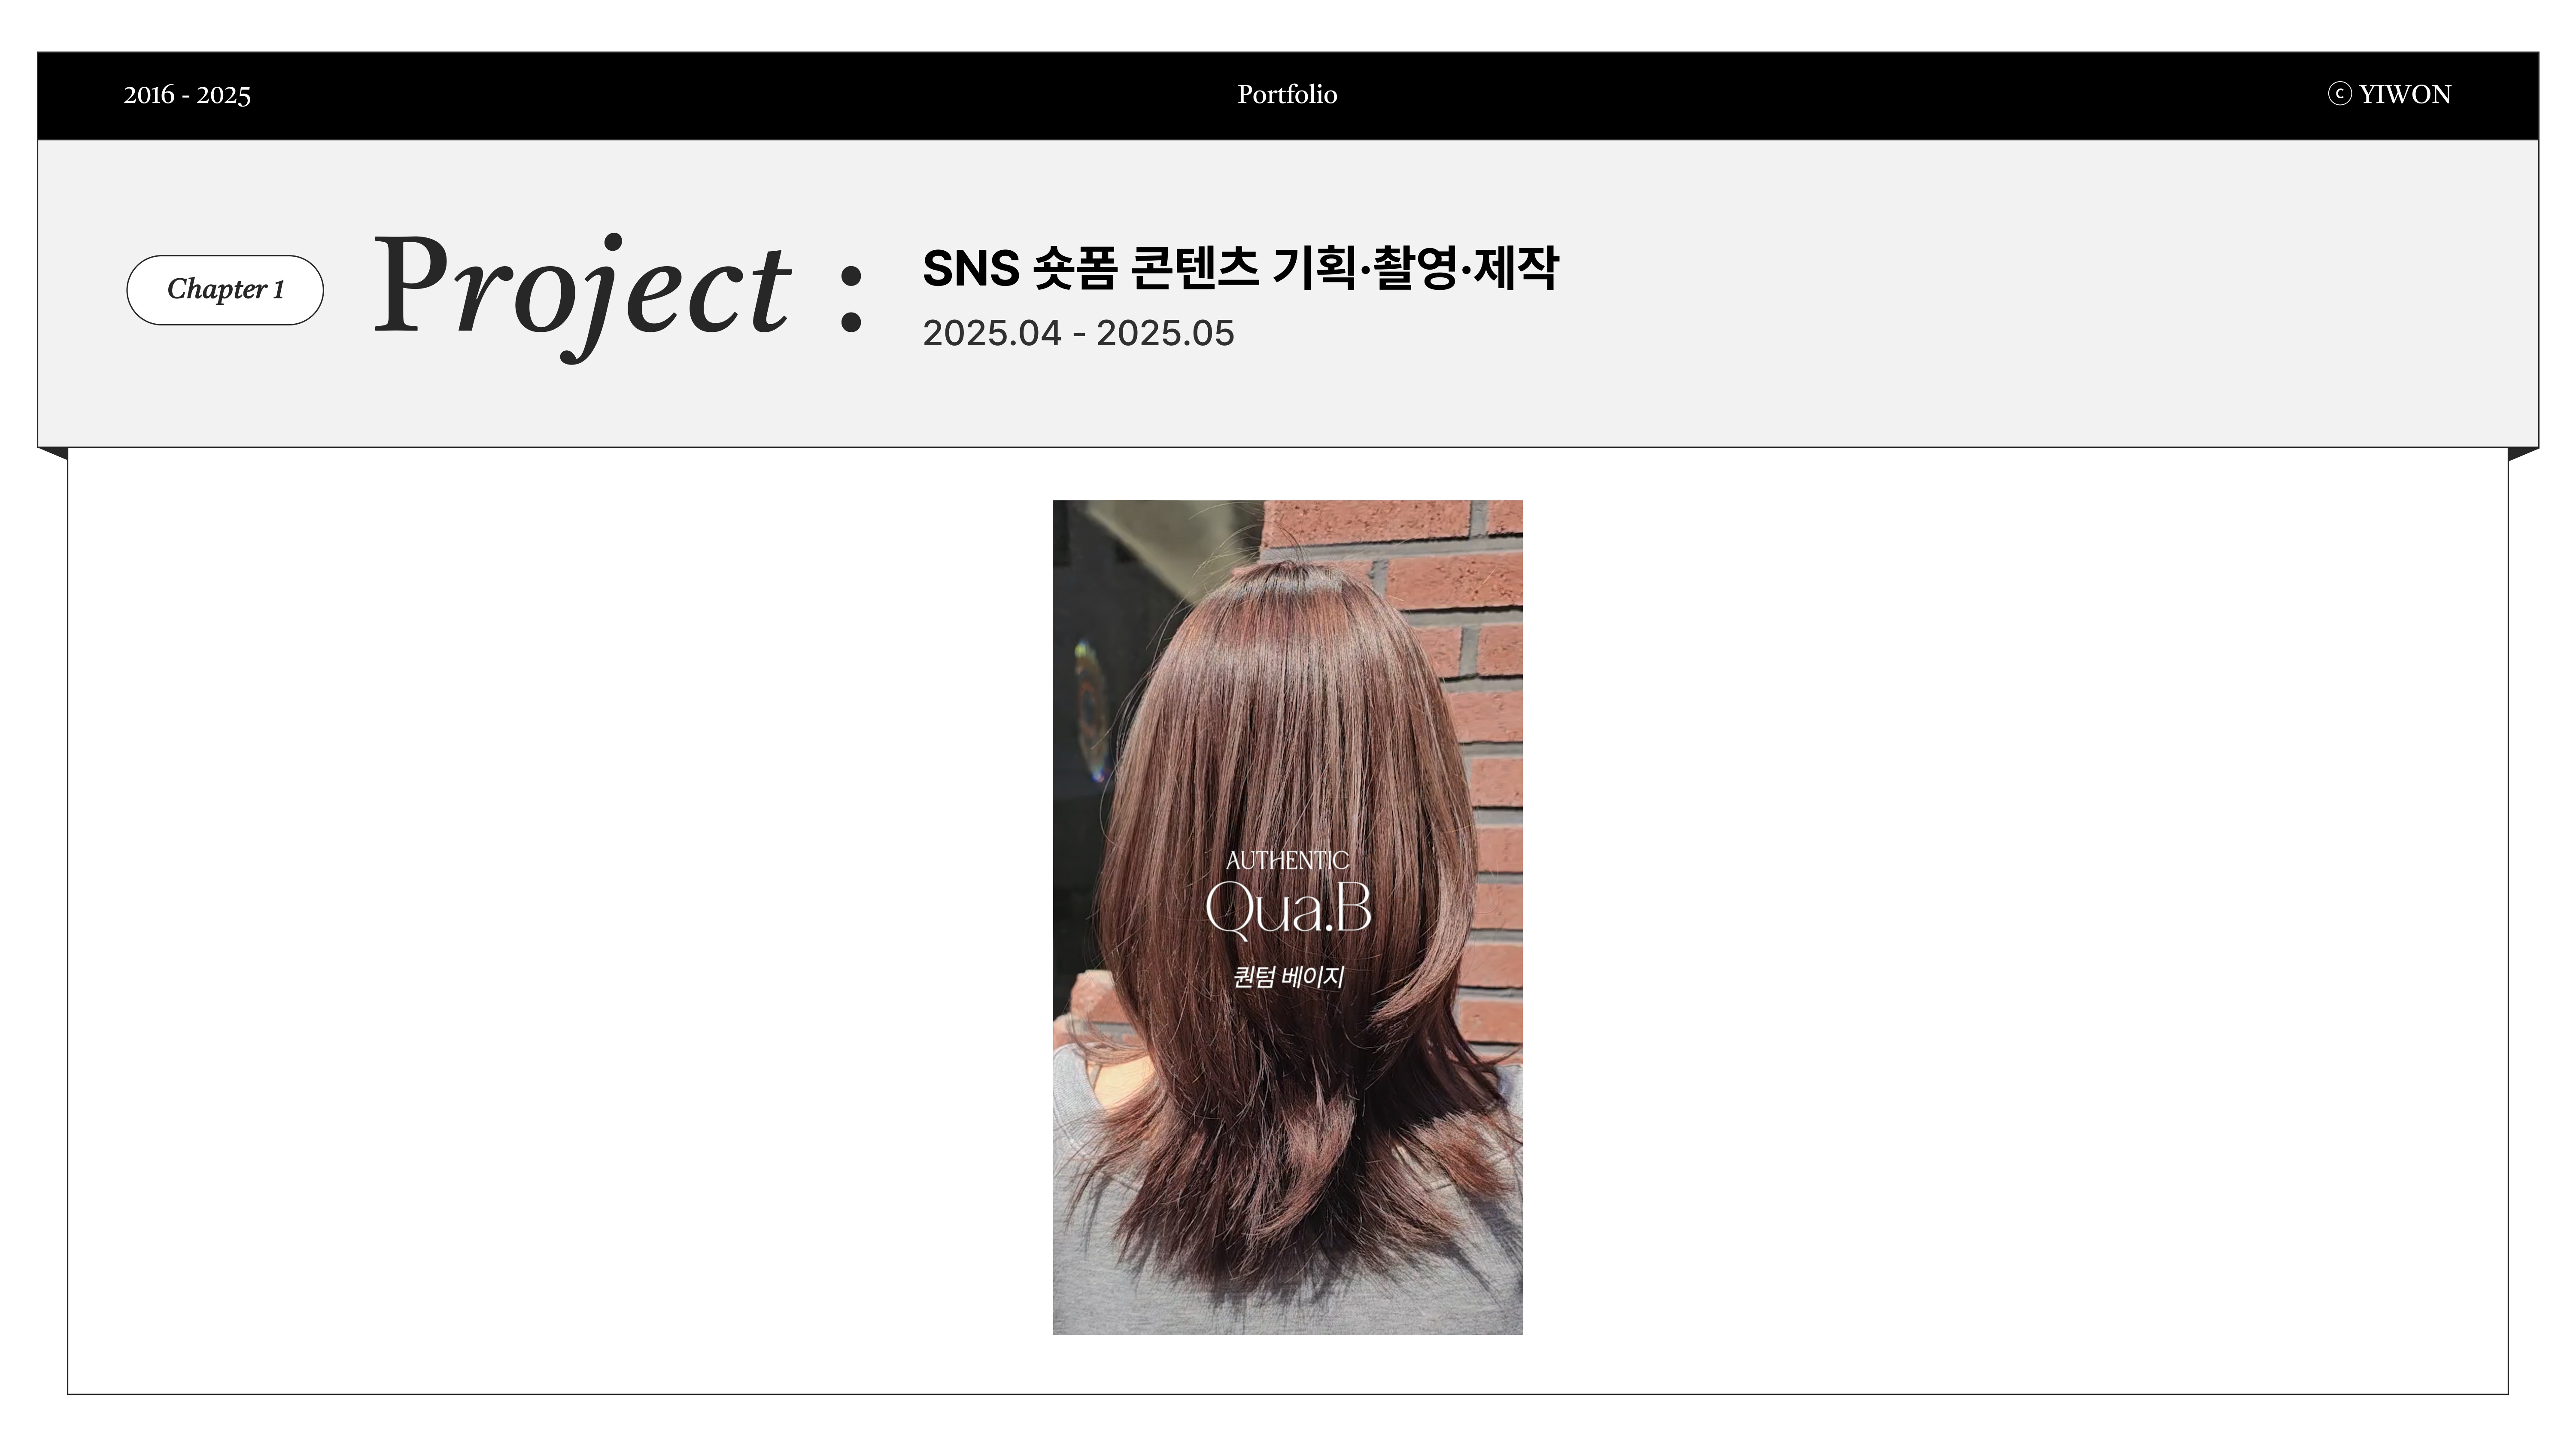 2016 - 2025
Portfolio
ⓒ YIWON
Chapter 1
Project :
SNS 숏폼 콘텐츠 기획·촬영·제작
2025.04 - 2025.05
AUTHENTIC
Qua.B
퀀텀 베이지